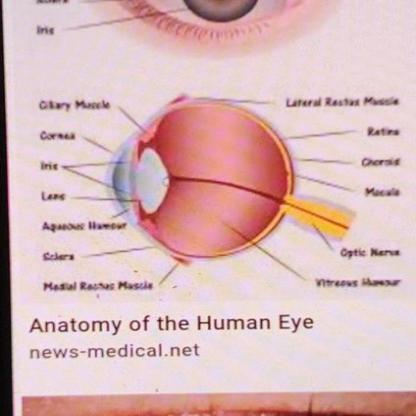 Iris
Ciliary Muscle
Lateral Rectus Muscle
Cornea
Retina
Iris
Choroid
Lens
Macula
Aqueous Humour
Sclera
Optic Nerve
Medial Rectus Muscle
Vitreous Humour
Anatomy of the Human Eye
news-medical.net